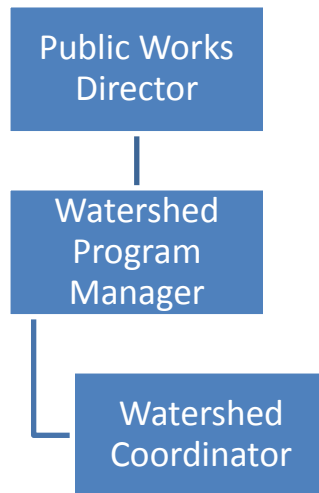 Public Works
Director
Watershed
Program
Manager
Watershed
Coordinator